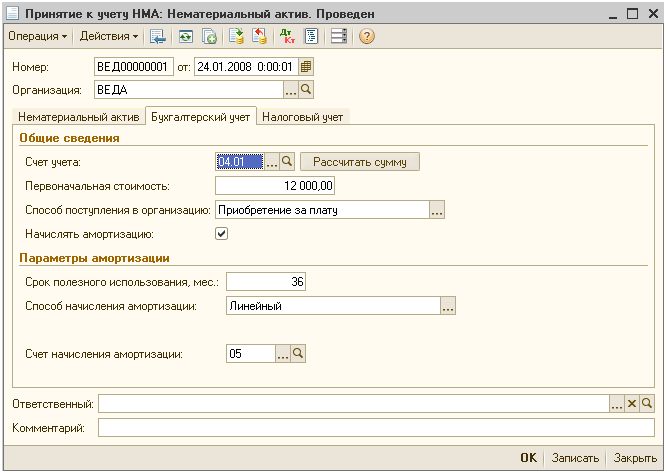 Принятие к учету НМА: Нематериальный актив. Проведен
Операция Действия Дт Кт ?
Номер: ВЕД00000001 от: 24.01.2008 0:00:01
Организация: ВЕДА ...
Нематериальный актив Бухгалтерский учет Налоговый учет
Общие сведения
Счет учета: 04.01 ... Рассчитать сумму
Первоначальная стоимость: 12 000,00
Способ поступления в организацию: Приобретение за плату ...
Начислять амортизацию:
Параметры амортизации
Срок полезного использования, мес.: 36
Способ начисления амортизации: Линейный ...
Счет начисления амортизации: 05 ...
Ответственный: ...
Комментарий:
OK Записать Закрыть